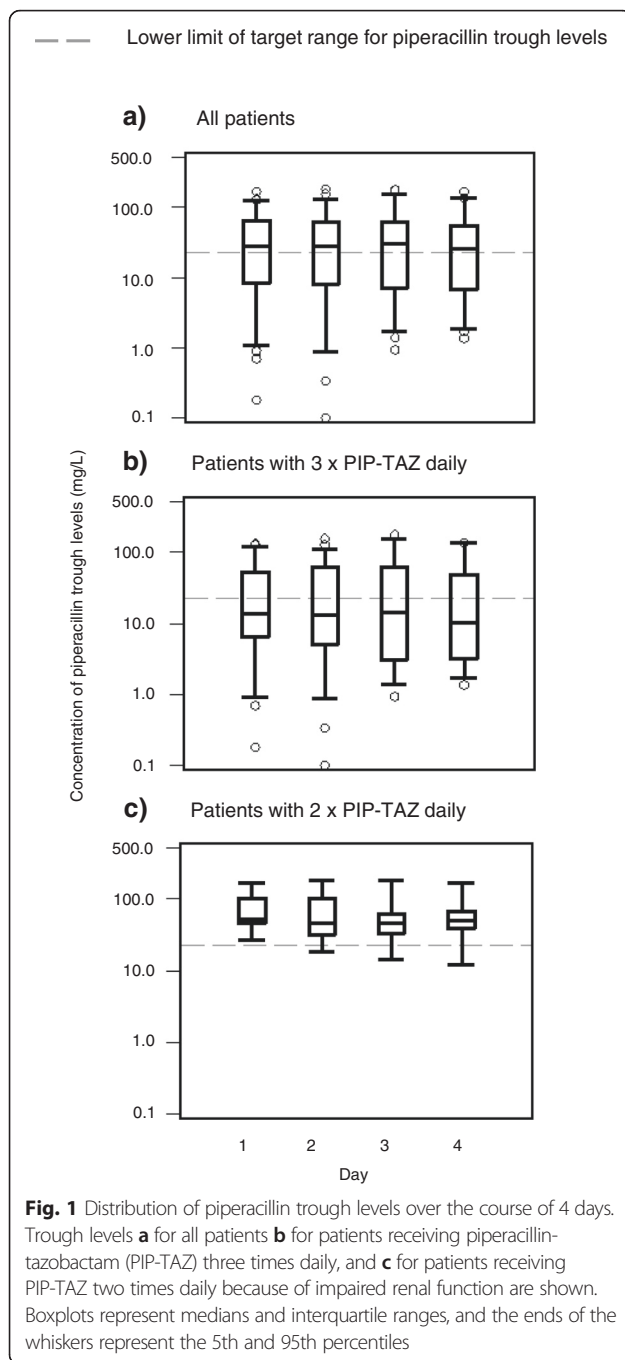 Lower limit of target range for piperacillin trough levels
a) All patients
500.0
100.0
10.0
1.0
0.1
Concentration of piperacillin trough levels (mg/L)
b) Patients with 3 x PIP-TAZ daily
500.0
100.0
10.0
1.0
0.1
c) Patients with 2 x PIP-TAZ daily
500.0
100.0
10.0
1.0
0.1
1 2 3 4
Day
Fig. 1 Distribution of piperacillin trough levels over the course of 4 days.
Trough levels a for all patients b for patients receiving piperacillin-
tazobactam (PIP-TAZ) three times daily, and c for patients receiving
PIP-TAZ two times daily because of impaired renal function are shown.
Boxplots represent medians and interquartile ranges, and the ends of the
whiskers represent the 5th and 95th percentiles